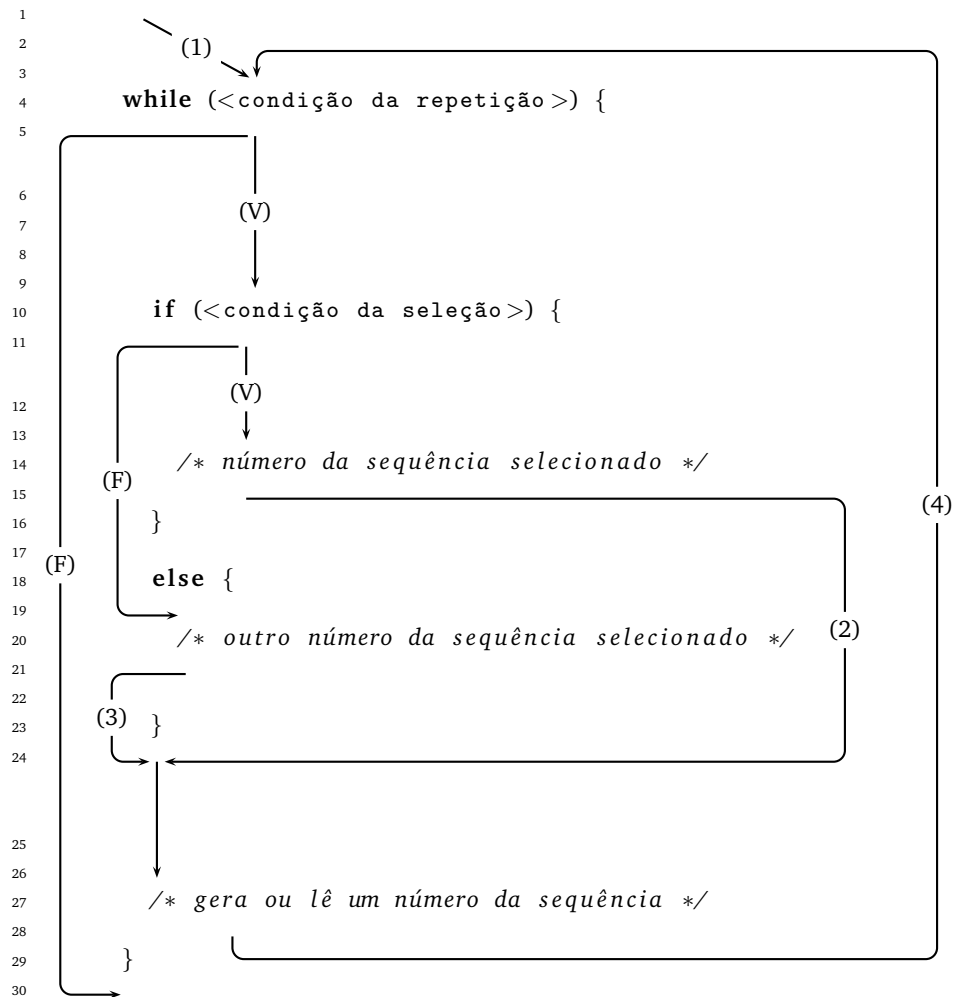 1
2 (1)
3
4 while (<condição da repetição>) {
5
6
7 (V)
8
9
10 if (<condição da seleção>) {
11
(V)
12
13
14 /* número da sequência selecionado */
(F)
15 (4)
16 }
17
(F)
18 else {
19
20 /* outro número da sequência selecionado */ (2)
21
22
23 (3) }
24
25
26
27 /* gera ou lê um número da sequência */
28
29 }
30